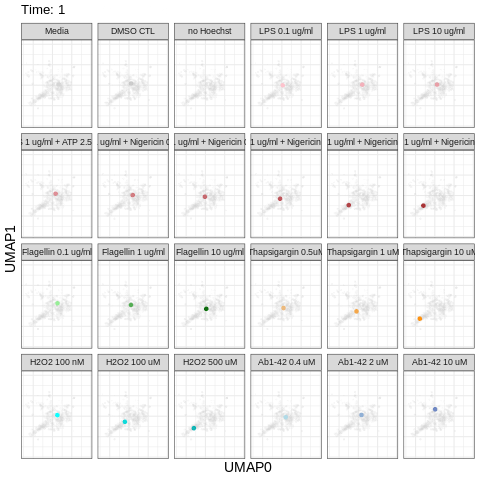 Time: 1
Media
DMSO CTL
no Hoechst
LPS 0.1 ug/ml
LPS 1 ug/ml
LPS 10 ug/ml
1 ug/ml + ATP 2.5
ug/ml + Nigericin
ug/ml + Nigericin
1 ug/ml + Nigericin
1 ug/ml + Nigericin
1 ug/ml + Nigericin
Flagellin 0.1 ug/ml
Flagellin 1 ug/ml
Flagellin 10 ug/ml
Thapsigargin 0.5uM
Thapsigargin 1 uM
Thapsigargin 10 uM
H2O2 100 nM
H2O2 100 uM
H2O2 500 uM
Ab1-42 0.4 uM
Ab1-42 2 uM
Ab1-42 10 uM
UMAP1
UMAP0